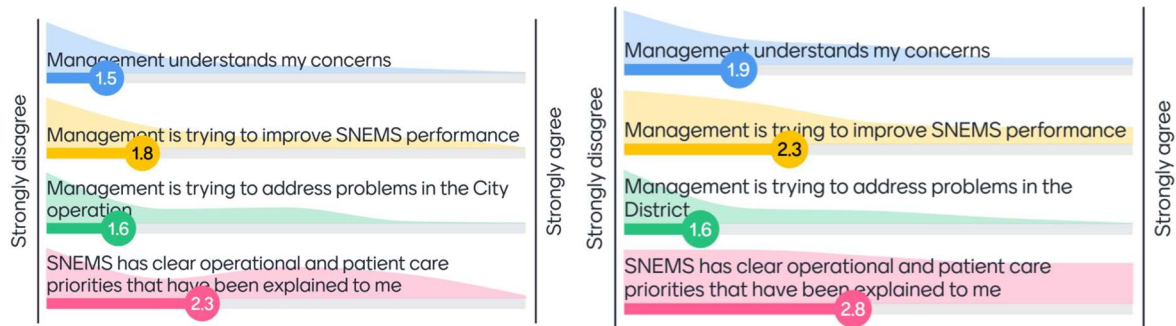 Strongly disagree
Management understands my concerns
1.5
Management is trying to improve SNEMS performance
1.8
Management is trying to address problems in the City
operation
1.6
SNEMS has clear operational and patient care
priorities that have been explained to me
2.3
Strongly agree
Strongly disagree
Management understands my concerns
1.9
Management is trying to improve SNEMS performance
2.3
Management is trying to address problems in the
District
1.6
SNEMS has clear operational and patient care
priorities that have been explained to me
2.8
Strongly agree